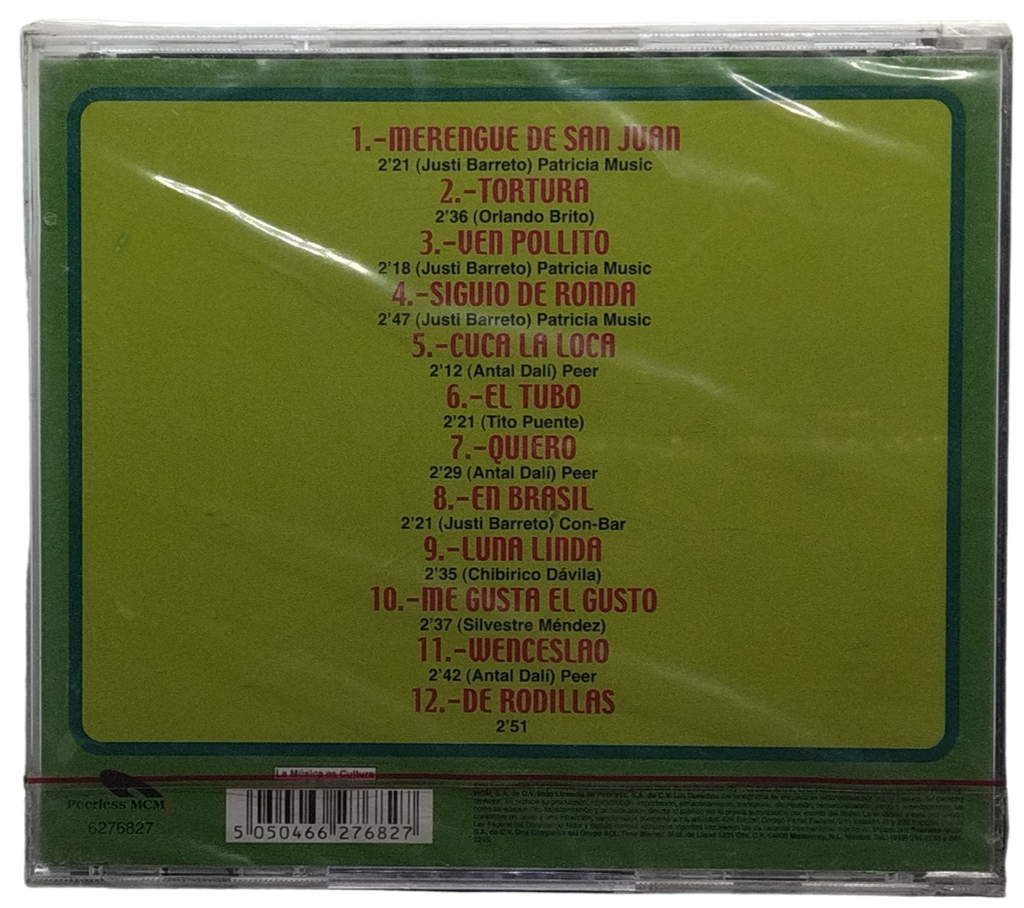 1.-MERENGUE DE SAN JUAN
2'21 (Justi Barreto) Patricia Music
2.-TORTURA
2'36 (Orlando Brito)
3.-VEN POLLITO
2'18 (Justi Barreto) Patricia Music
4.-SIGUIO DE RONDA
2'47 (Justi Barreto) Patricia Music
5.-CUCA LA LOCA
2'12 (Antal Dalí) Peer
6.-EL TUBO
2'21 (Tito Puente)
7.-QUIERO
2'29 (Antal Dalí) Peer
8.-EN BRASIL
2'21 (Justi Barreto) Con-Bar
9.-LUNA LINDA
2'35 (Chibirico Dávila)
10.-ME GUSTA EL GUSTO
2'37 (Silvestre Méndez)
11.-WENCESLAO
2'42 (Antal Dalí) Peer
12.-DE RODILLAS
2'51
La Música es Cultura
Peerless MCM
6276827
5 050466 276827